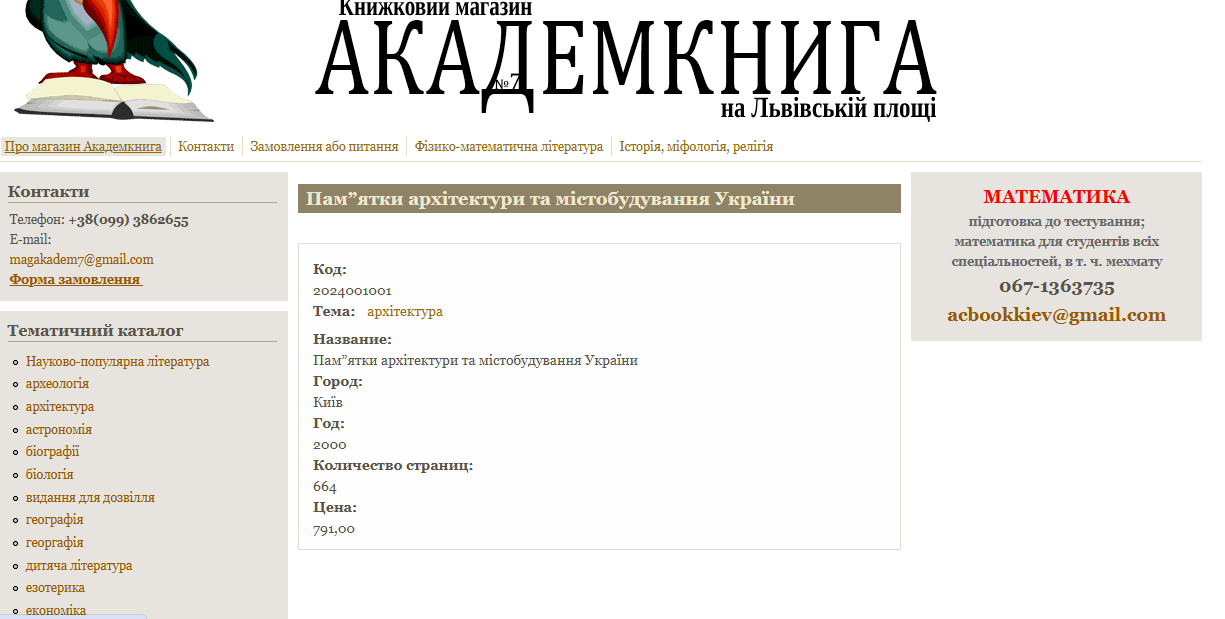 Книжковий магазин
АКАДЕМКНИГА
№7
на Львівській площі
Про магазин Академкнига
Контакти
Замовлення або питання
Фізико-математична література
Історія, міфологія, релігія
Контакти
Телефон: +38(099) 3862655
E-mail:
magakadem7@gmail.com
Форма замовлення
Тематичний каталог
Науково-популярна література
археологія
архітектура
астрономія
біографії
біологія
видання для дозвілля
географія
георгафія
дитяча література
езотерика
економіка
Пам”ятки архітектури та містобудування України
Код:
2024001001
Тема: архітектура
Название:
Пам”ятки архітектури та містобудування України
Город:
Київ
Год:
2000
Количество страниц:
664
Цена:
791,00
МАТЕМАТИКА
підготовка до тестування;
математика для студентів всіх
спеціальностей, в т. ч. мехмату
067-1363735
acbookkiev@gmail.com